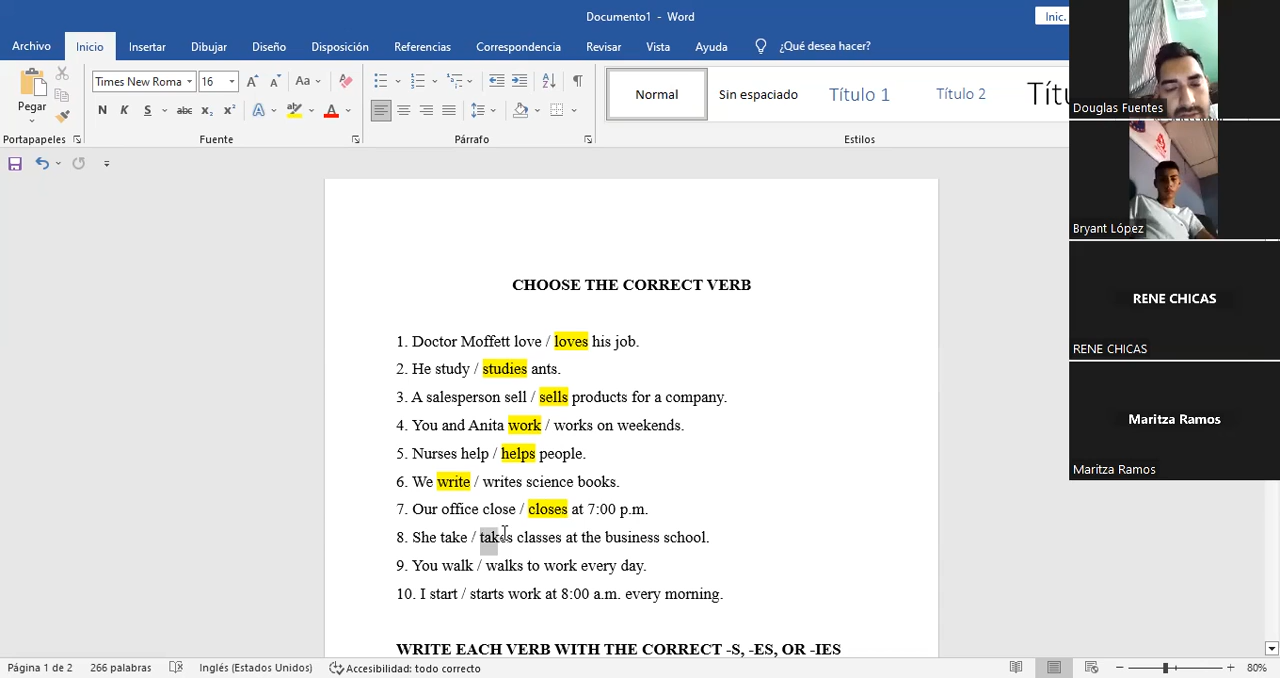 Documento1 - Word
Inic.
Archivo Inicio Insertar Dibujar Diseño Disposición Referencias Correspondencia Revisar Vista Ayuda ¿Qué desea hacer?
Pegar
Times New Roma 16
Aa
N K S abc x₂ x² A A
Portapapeles Fuente Párrafo Estilos
Normal
Sin espaciado
Título 1
Título 2
CHOOSE THE CORRECT VERB
1. Doctor Moffett love / loves his job.
2. He study / studies ants.
3. A salesperson sell / sells products for a company.
4. You and Anita work / works on weekends.
5. Nurses help / helps people.
6. We write / writes science books.
7. Our office close / closes at 7:00 p.m.
8. She take / takes classes at the business school.
9. You walk / walks to work every day.
10. I start / starts work at 8:00 a.m. every morning.
WRITE EACH VERB WITH THE CORRECT -S, -ES, OR -IES
Douglas Fuentes
Bryant López
RENE CHICAS
RENE CHICAS
Maritza Ramos
Maritza Ramos
Página 1 de 2 266 palabras Inglés (Estados Unidos) Accesibilidad: todo correcto 80%